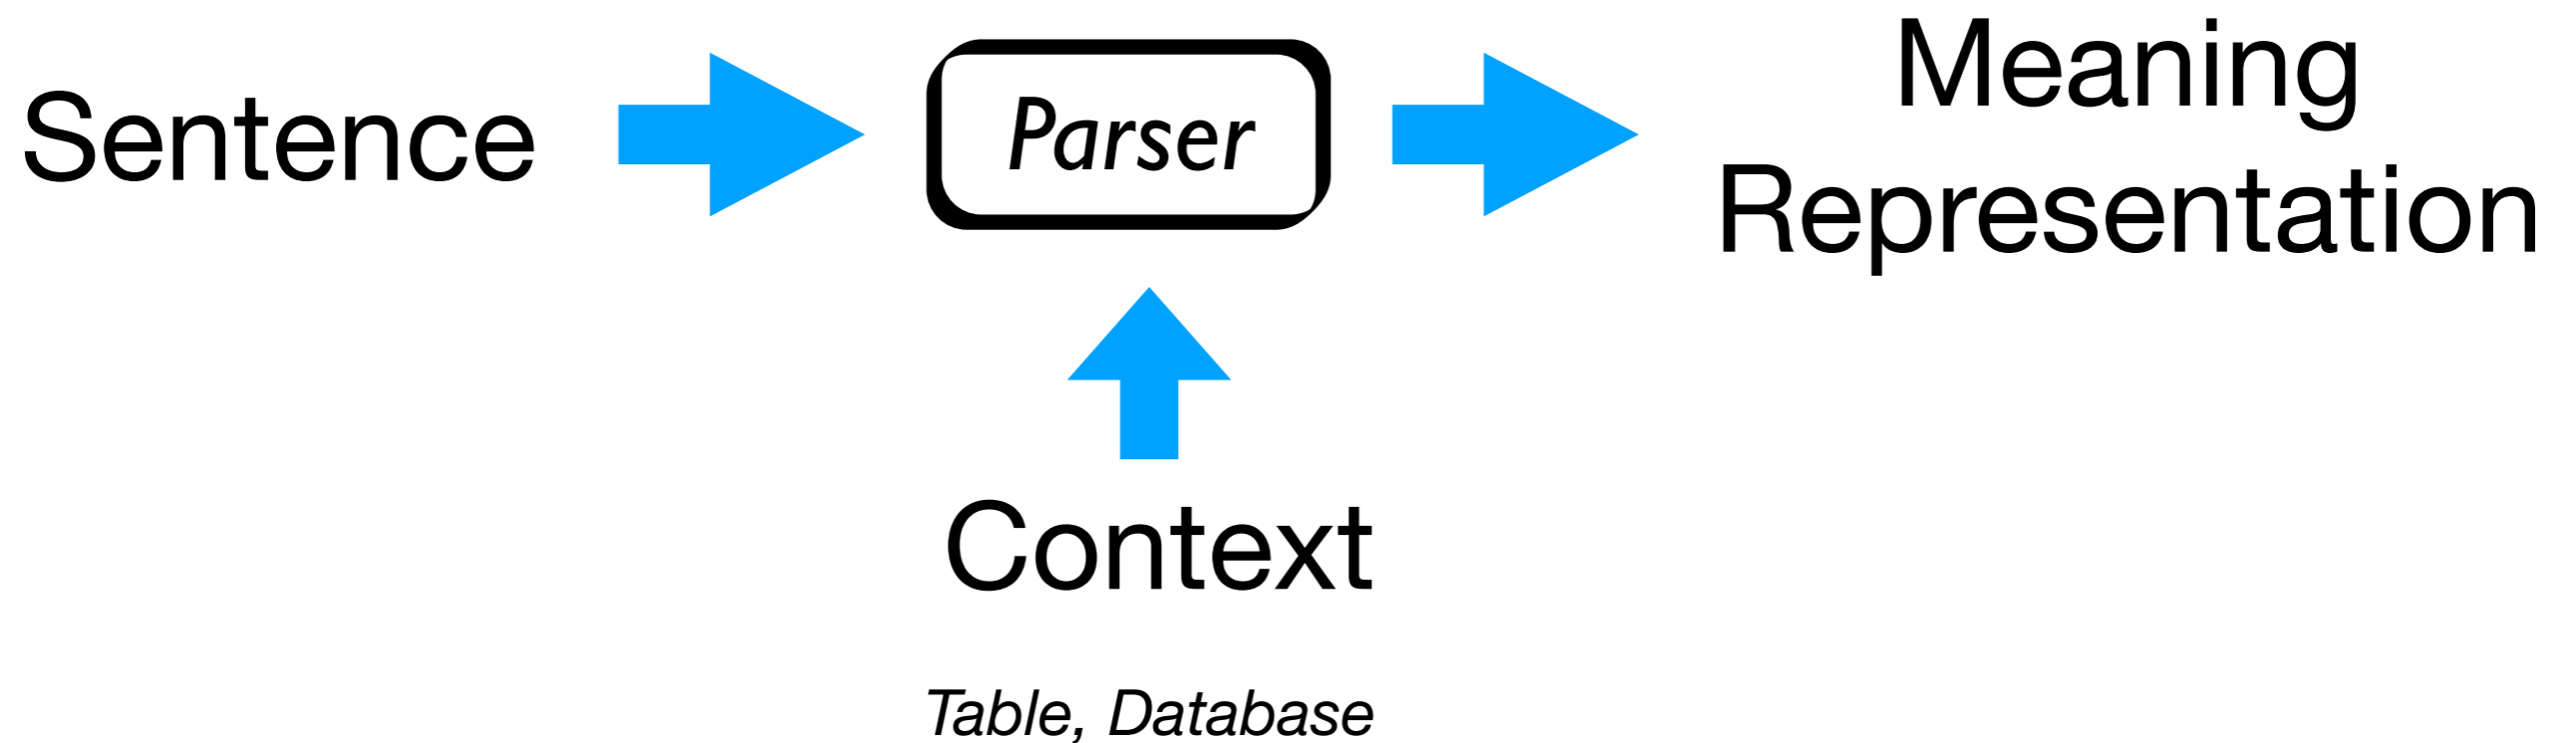 Sentence
Parser
Meaning
Representation
Context
Table, Database